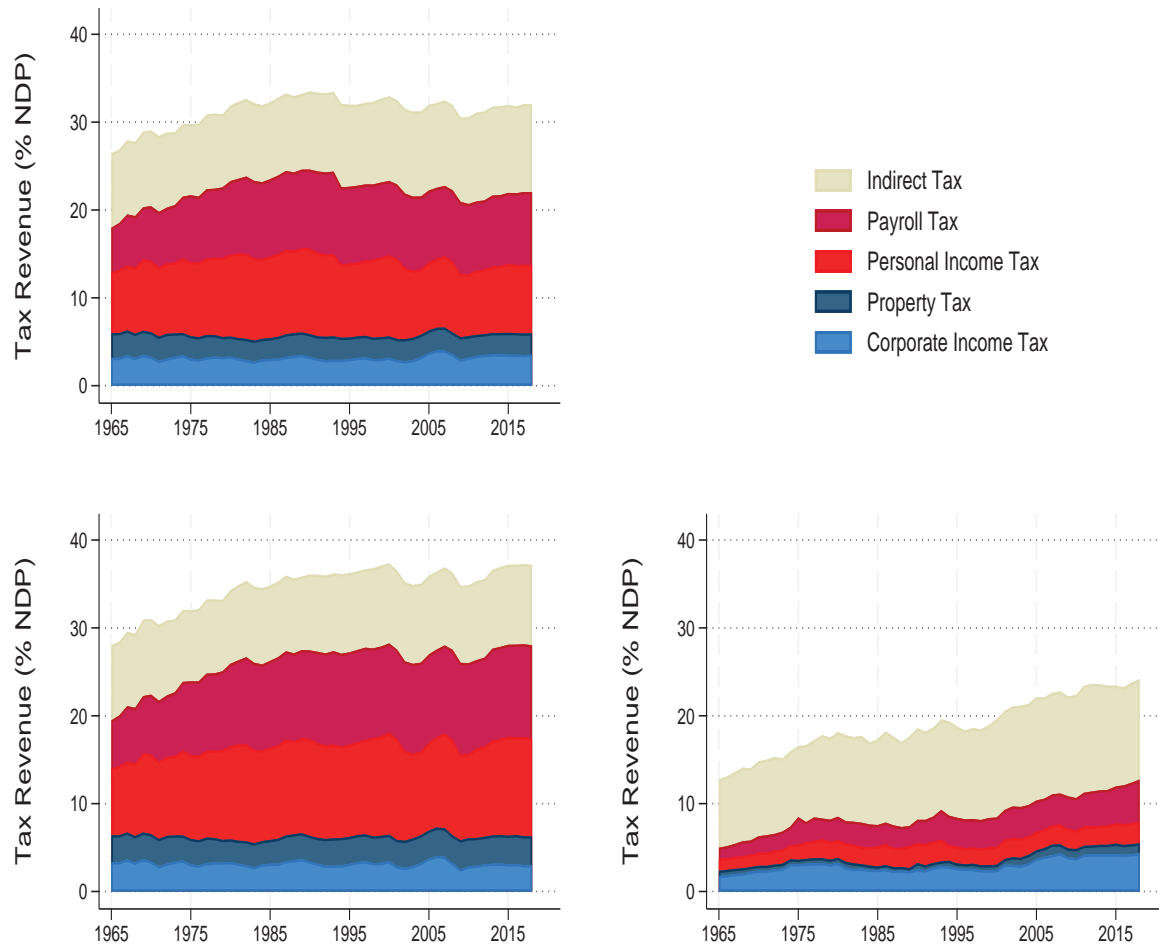 Tax Revenue (% NDP)
40
30
20
10
0
1965 1975 1985 1995 2005 2015
Indirect Tax
Payroll Tax
Personal Income Tax
Property Tax
Corporate Income Tax
Tax Revenue (% NDP)
40
30
20
10
0
1965 1975 1985 1995 2005 2015
Tax Revenue (% NDP)
40
30
20
10
0
1965 1975 1985 1995 2005 2015